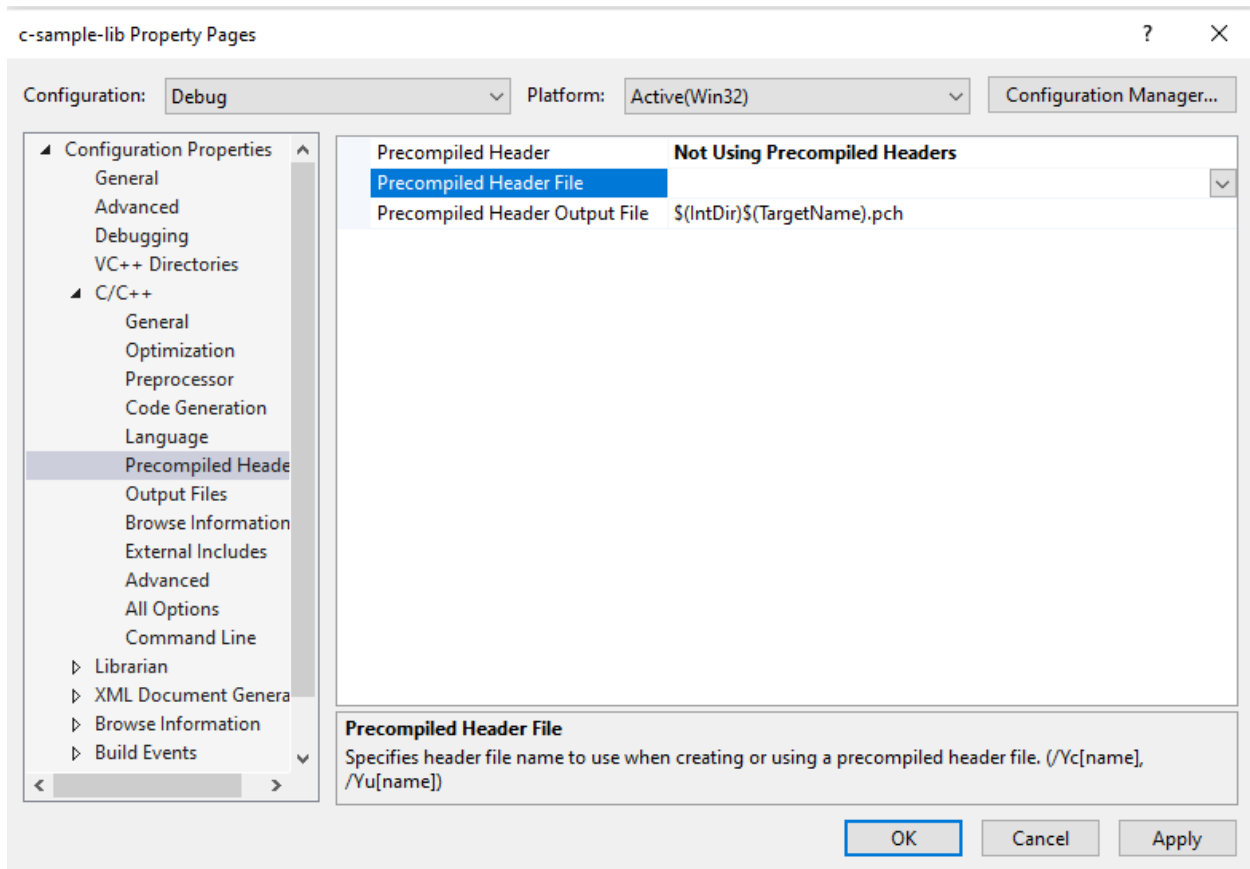 c-sample-lib Property Pages
?
Configuration: Debug Platform: Active(Win32) Configuration Manager...
Configuration Properties
General
Advanced
Debugging
VC++ Directories
C/C++
General
Optimization
Preprocessor
Code Generation
Language
Precompiled Heade
Output Files
Browse Information
External Includes
Advanced
All Options
Command Line
Librarian
XML Document Genera
Browse Information
Build Events
Precompiled Header Not Using Precompiled Headers
Precompiled Header File
Precompiled Header Output File $(IntDir)$(TargetName).pch
Precompiled Header File
Specifies header file name to use when creating or using a precompiled header file. (/Yc[name],
/Yu[name])
OK Cancel Apply